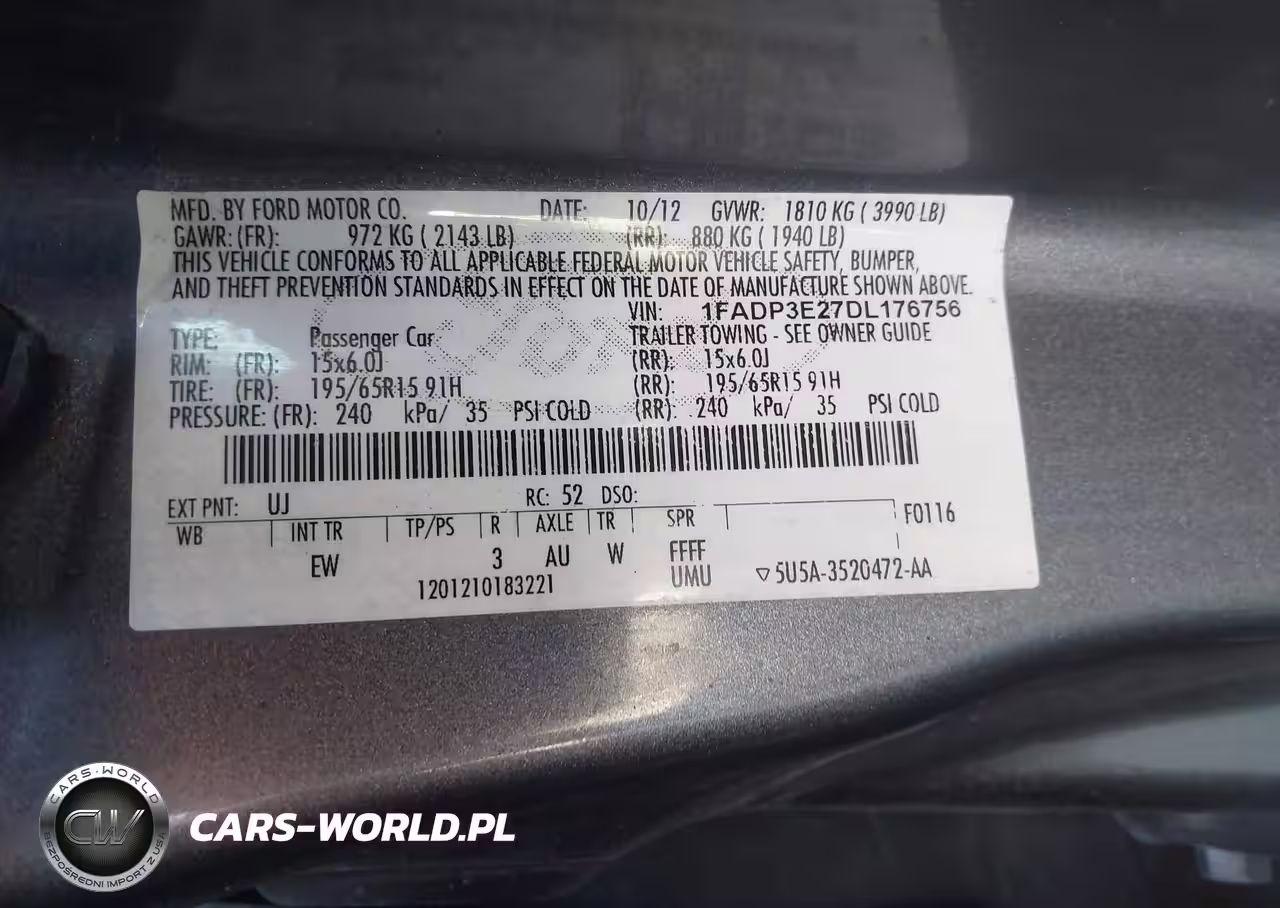 MFD. BY FORD MOTOR CO. DATE: 10/12 GVWR: 1810 KG ( 3990 LB)
GAWR: (FR): 972 KG ( 2143 LB) (RR): 880 KG ( 1940 LB)
THIS VEHICLE CONFORMS TO ALL APPLICABLE FEDERAL MOTOR VEHICLE SAFETY, BUMPER,
AND THEFT PREVENTION STANDARDS IN EFFECT ON THE DATE OF MANUFACTURE SHOWN ABOVE.
VIN: 1FADP3E27DL176756
TYPE: Passenger Car TRAILER TOWING - SEE OWNER GUIDE
RIM: (FR): 15x6.0J (RR): 15x6.0J
TIRE: (FR): 195/65R15 91H (RR): 195/65R15 91H
PRESSURE: (FR): 240 kPa/ 35 PSI COLD (RR): 240 kPa/ 35 PSI COLD
EXT PNT: UJ RC: 52 DSO:
WB INT TR TP/PS R AXLE TR SPR F0116
EW 3 AU W FFFF
UMU ▽5U5A-3520472-AA
1201210183221
CARS-WORLD
CW
BEZPOŚREDNI IMPORT Z USA
CARS-WORLD.PL